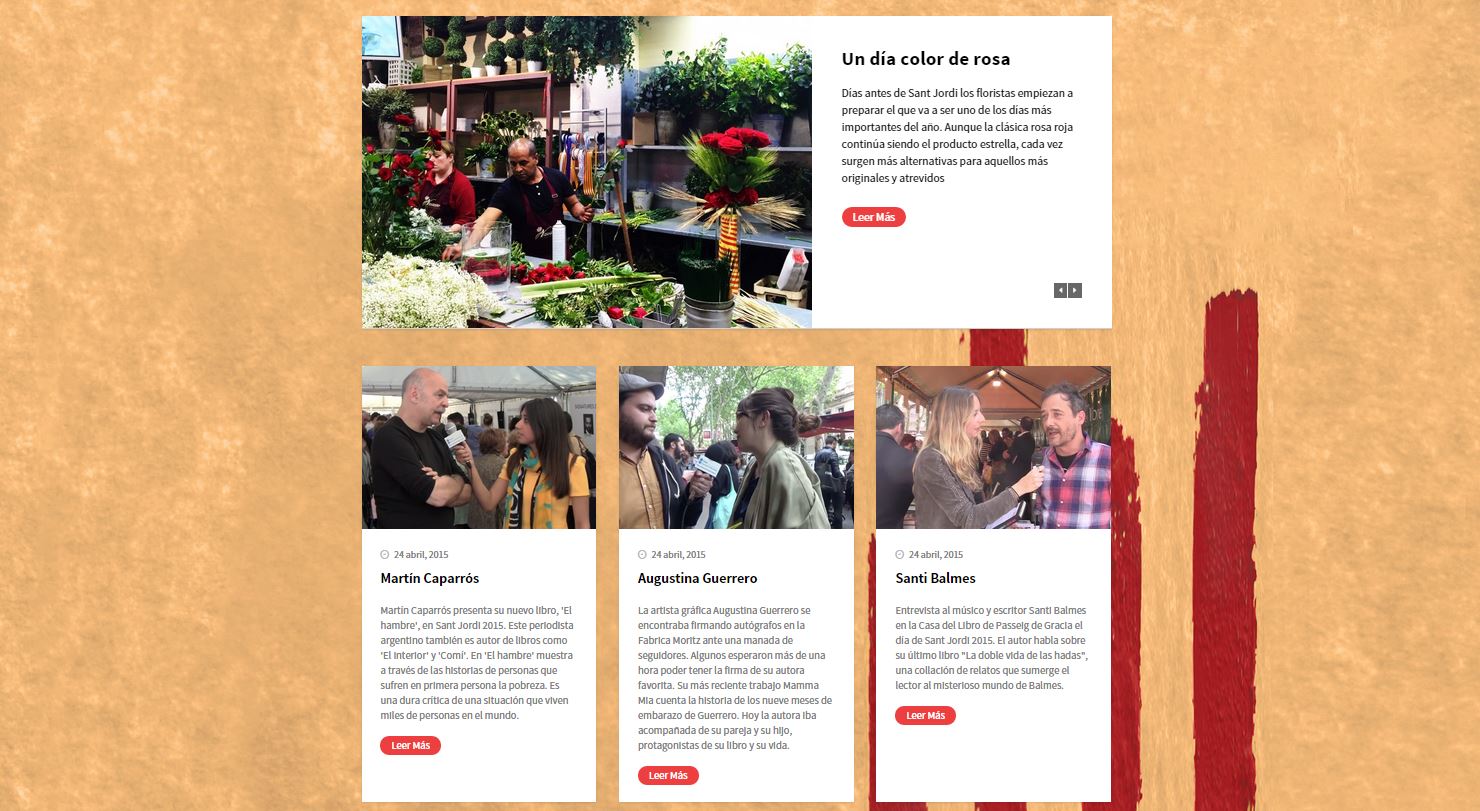 Un día color de rosa
Días antes de Sant Jordi los floristas empiezan a
preparar el que va a ser uno de los días más
importantes del año. Aunque la clásica rosa roja
continúa siendo el producto estrella, cada vez
surgen más alternativas para aquellos más
originales y atrevidos
Leer Más
24 abril, 2015
Martín Caparrós
Martín Caparrós presenta su nuevo libro, 'El
hambre', en Sant Jordi 2015. Este periodista
argentino también es autor de libros como
'El Interior' y 'Comí'. En 'El hambre' muestra
a través de las historias de personas que
sufren en primera persona la pobreza. Es
una dura crítica de una situación que viven
miles de personas en el mundo.
Leer Más
24 abril, 2015
Augustina Guerrero
La artista gráfica Augustina Guerrero se
encontraba firmando autógrafos en la
Fabrica Moritz ante una manada de
seguidores. Algunos esperaron más de una
hora poder tener la firma de su autora
favorita. Su más reciente trabajo Mamma
Mia cuenta la historia de los nueve meses de
embarazo de Guerrero. Hoy la autora iba
acompañada de su pareja y su hijo,
protagonistas de su libro y su vida.
Leer Más
24 abril, 2015
Santi Balmes
Entrevista al músico y escritor Santi Balmes
en la Casa del Libro de Passeig de Gracia el
día de Sant Jordi 2015. El autor habla sobre
su último libro "La doble vida de las hadas",
una collación de relatos que sumerge el
lector al misterioso mundo de Balmes.
Leer Más